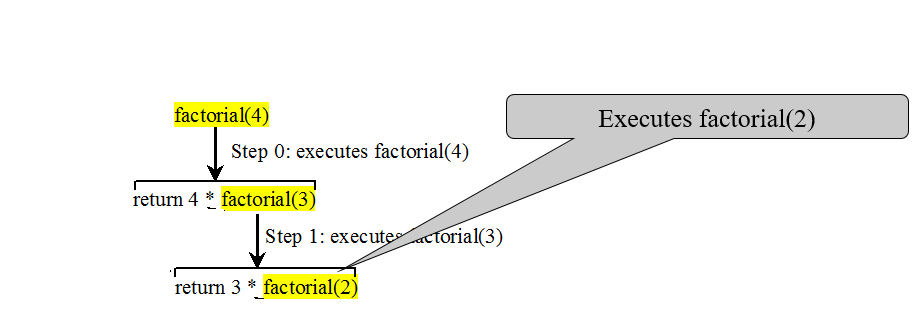 Executes factorial(2)
factorial(4)
Step 0: executes factorial(4)
return 4 * factorial(3)
Step 1: executes factorial(3)
return 3 * factorial(2)